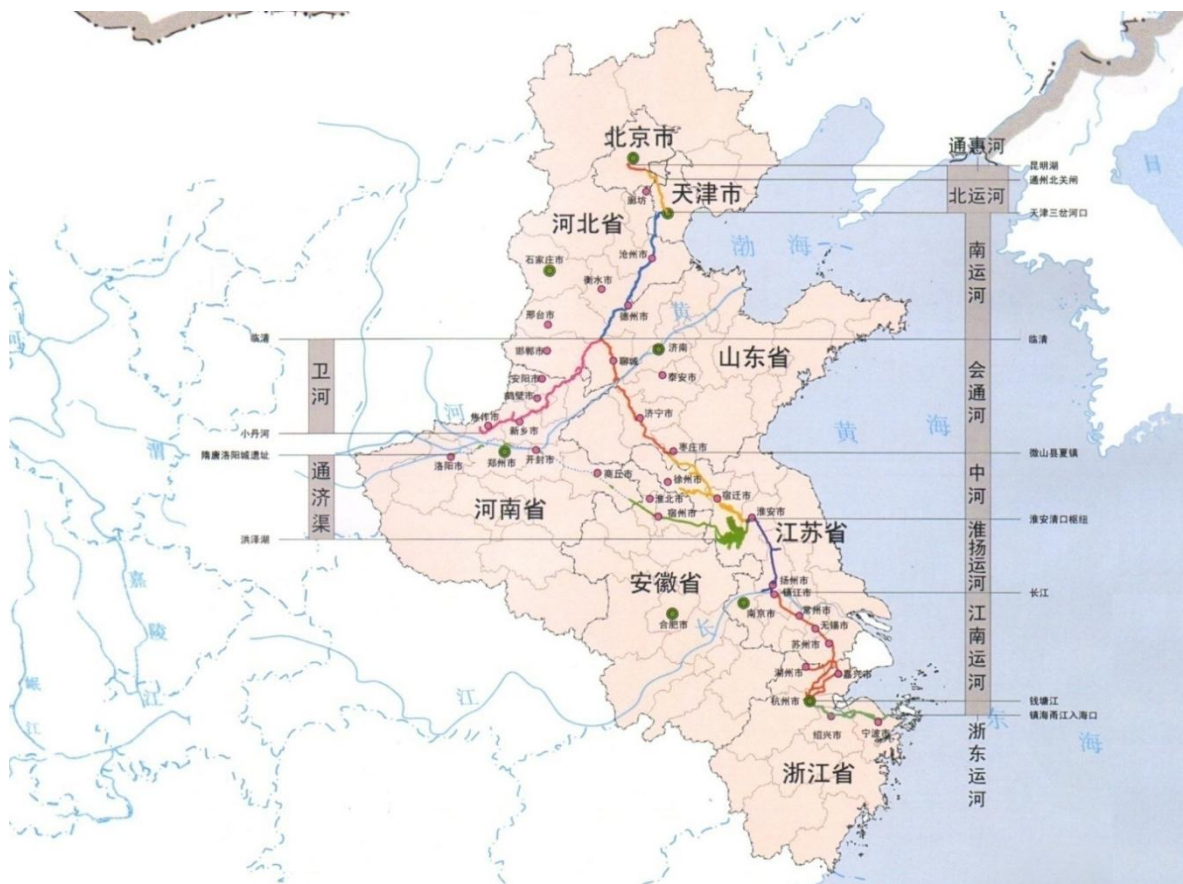 通惠河
北京市
昆明湖
通州北关闸
天津市
北运河
廊坊
天津三岔河口
河北省
渤海
南运河
沧州市
石家庄市
衡水市
黄
德州市
邢台市
临清
临清
济南
邯郸市
聊城
山东省
会通河
卫河
泰安市
安阳市
鹤壁市
河
济宁市
焦作市
新乡市
黄海
小丹河
渭
隋唐洛阳城遗址
洛阳市
郑州市
开封市
枣庄市
微山县夏镇
中河
通济渠
商丘市
徐州市
淮北市
宿迁市
河南省
宿州市
淮安市
淮安清口枢纽
江苏省
淮扬运河
洪泽湖
嘉陵江
安徽省
扬州市
镇江市
长江
南京市
合肥市
常州市
江南运河
长
无锡市
苏州市
湖州市
嘉兴市
岷江
江
杭州市
钱塘江
镇海甬江入海口
绍兴市
宁波市
东海
浙东运河
浙江省